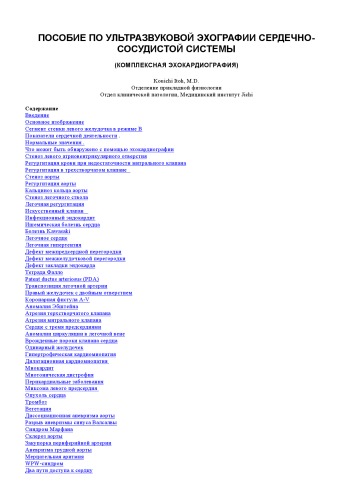 ПОСОБИЕ ПО УЛЬТРАЗВУКОВОЙ ЭХОГРАФИИ СЕРДЕЧНО-
СОСУДИСТОЙ СИСТЕМЫ
(КОМПЛЕКСНАЯ ЭХОКАРДИОГРАФИЯ)
Kouichi Itoh, M.D.
Отделение прикладной физиологии
Отдел клинической патологии, Медицинский институт Jichi
Содержание
Введение
Основное изображение
Сегмент стенки левого желудочка в режиме В
Показатели сердечной деятельности
Нормальные значения
Что может быть обнаружено с помощью эхокардиографии
Стеноз левого атриовентрикулярного отверстия
Регургитация крови при недостаточности митрального клапана
Регургитация в трехстворчатом клапане
Стеноз аорты
Регургитация аорты
Кальциноз кольца аорты
Стеноз легочного ствола
Легочная регургитация
Искусственный клапан
Инфекционный эндокардит
Ишемическая болезнь сердца
Болезнь Kawasaki
Легочное сердце
Легочная гипертензия
Дефект межпредсердной перегородки
Дефект межжелудочковой перегородки
Дефект закладки эндокарда
Тетрада Фалло
Patent ductus arteriosus (PDA)
Транспозиция легочной артерии
Правый желудочек с двойным отверстием
Коронарная фистула A-V
Аномалия Эбштейна
Атрезия трехстворчатого клапана
Атрезия митрального клапана
Сердце с тремя предсердиями
Аномалия циркуляции в легочной вене
Врожденные пороки клапанов сердца
Одинарный желудочек
Гипертрофическая кардиомиопатия
Дилатационная кардиомиопатия
Миокардит
Миотоническая дистрофия
Перикардиальные заболевания
Миксома левого предсердия
Опухоль сердца
Тромбоз
Вегетация
Диссекционная аневризма аорты
Разрыв аневризмы синуса Вальсалвы
Синдром Марфана
Склероз аорты
Закупорка периферийной артерии
Аневризма грудной аорты
Мерцательная аритмия
WPW-синдром
Два пути доступа к сердцу